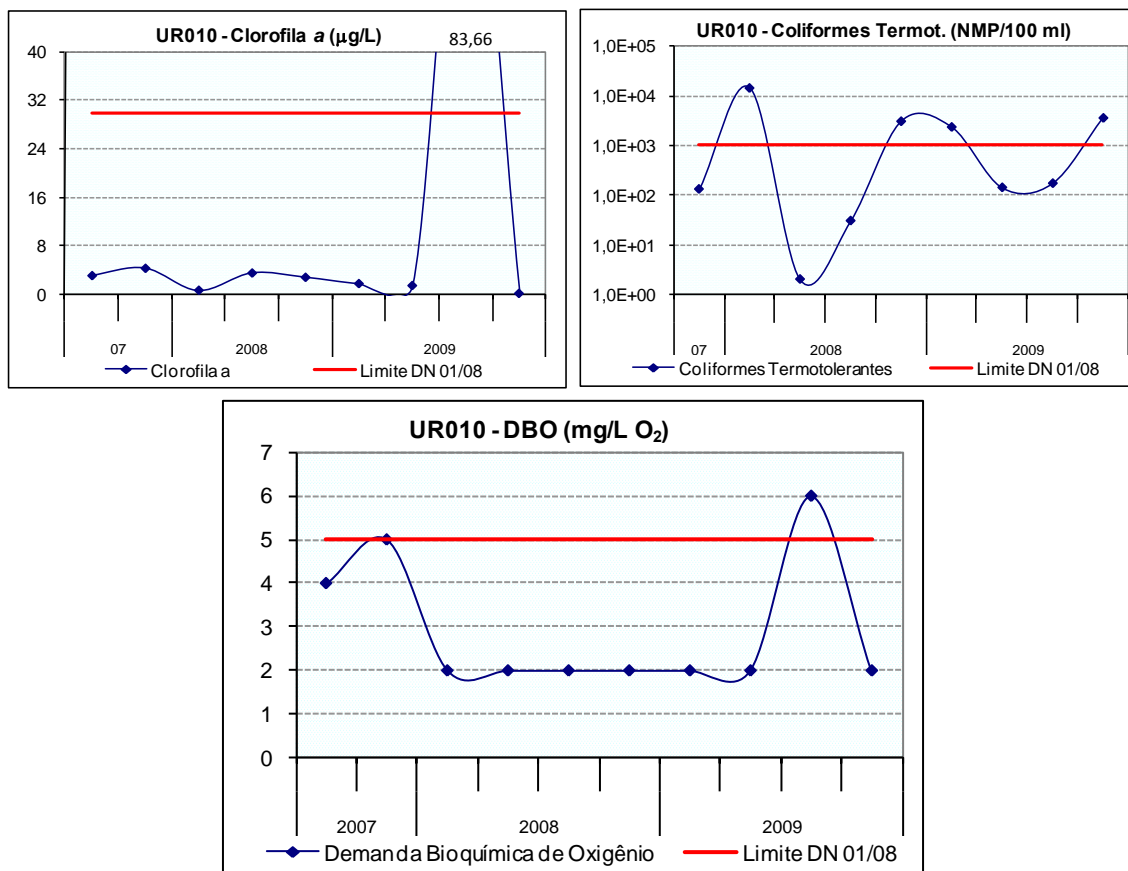 UR010 - Clorofila a (µg/L)
83,66
40
32
24
16
8
0
07
2008
2009
Clorofila a
Limite DN 01/08
UR010 - Coliformes Termot. (NMP/100 ml)
1,0E+05
1,0E+04
1,0E+03
1,0E+02
1,0E+01
1,0E+00
07
2008
2009
Coliformes Termotolerantes
Limite DN 01/08
UR010 - DBO (mg/L O₂)
7
6
5
4
3
2
1
0
2007
2008
2009
Demanda Bioquímica de Oxigênio
Limite DN 01/08